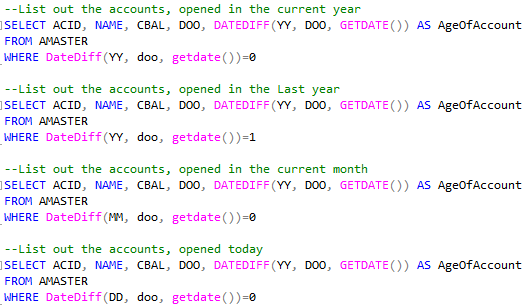 --List out the accounts, opened in the current year
SELECT ACID, NAME, CBAL, DOO, DATEDIFF(YY, DOO, GETDATE()) AS AgeOfAccount
FROM AMASTER
WHERE DateDiff(YY, doo, getdate())=0
--List out the accounts, opened in the Last year
SELECT ACID, NAME, CBAL, DOO, DATEDIFF(YY, DOO, GETDATE()) AS AgeOfAccount
FROM AMASTER
WHERE DateDiff(YY, doo, getdate())=1
--List out the accounts, opened in the current month
SELECT ACID, NAME, CBAL, DOO, DATEDIFF(YY, DOO, GETDATE()) AS AgeOfAccount
FROM AMASTER
WHERE DateDiff(MM, doo, getdate())=0
--List out the accounts, opened today
SELECT ACID, NAME, CBAL, DOO, DATEDIFF(YY, DOO, GETDATE()) AS AgeOfAccount
FROM AMASTER
WHERE DateDiff(DD, doo, getdate())=0